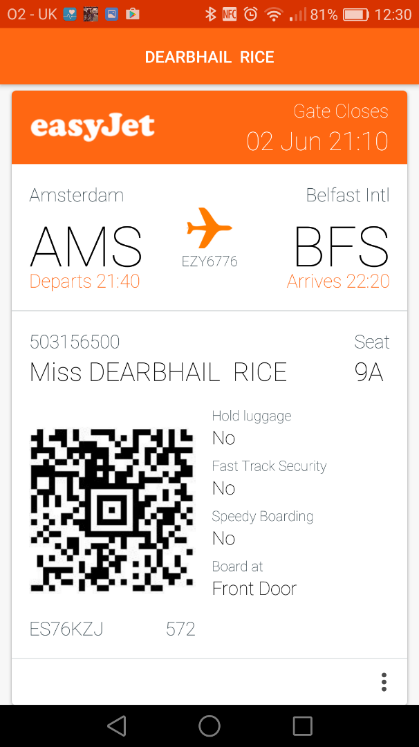 O2 - UK NFC 81% 12:30
DEARBHAIL RICE
easyJet
Gate Closes
02 Jun 21:10
Amsterdam Belfast Intl
AMS BFS
EZY6776
Departs 21:40 Arrives 22:20
503156500 Seat
Miss DEARBHAIL RICE 9A
Hold luggage
No
Fast Track Security
No
Speedy Boarding
No
Board at
Front Door
ES76KZJ 572